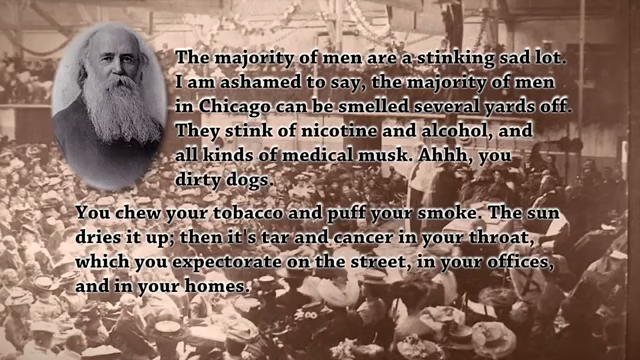 The majority of men are a stinking sad lot.
I am ashamed to say, the majority of men
in Chicago can be smelled several yards off.
They stink of nicotine and alcohol, and
all kinds of medical musk. Ahhh, you
dirty dogs.
You chew your tobacco and puff your smoke. The sun
dries it up; then it's tar and cancer in your throat,
which you expectorate on the street, in your offices,
and in your homes.